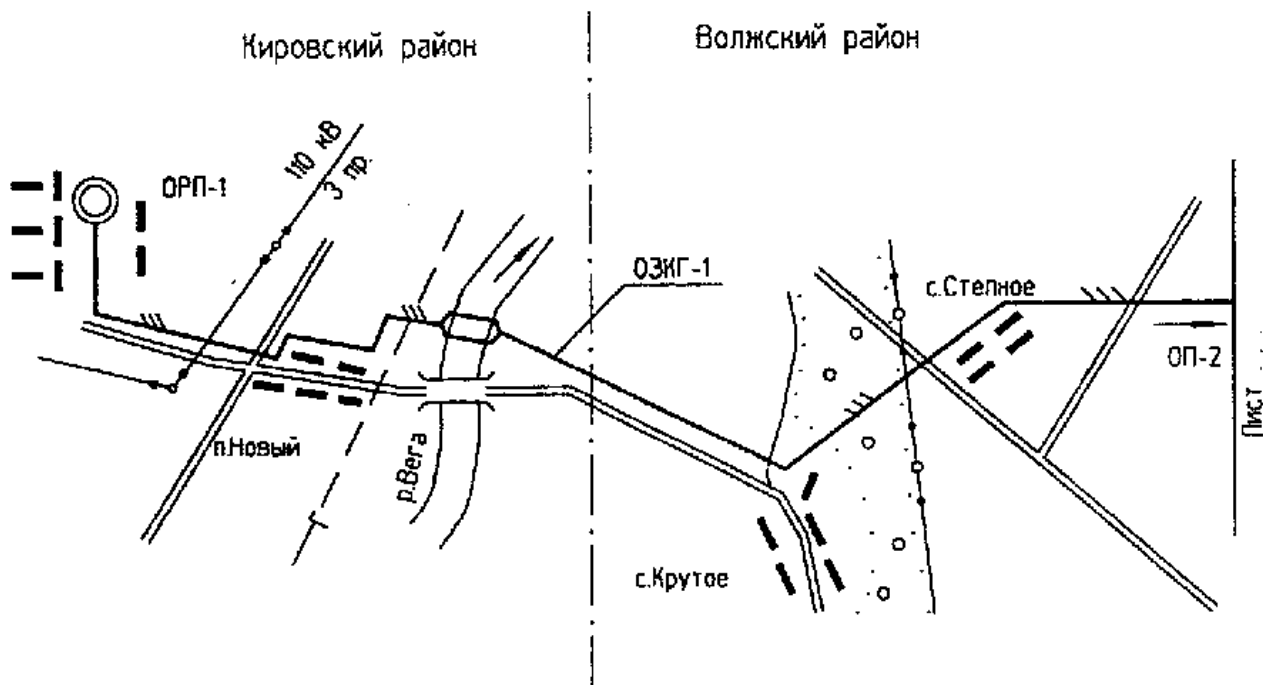 Кировский район
Волжский район
110 кВ
3 пр.
ОРП-1
ОЗКГ-1
с.Степное
ОП-2
Лист
п.Новый
р.Вега
с.Крутое